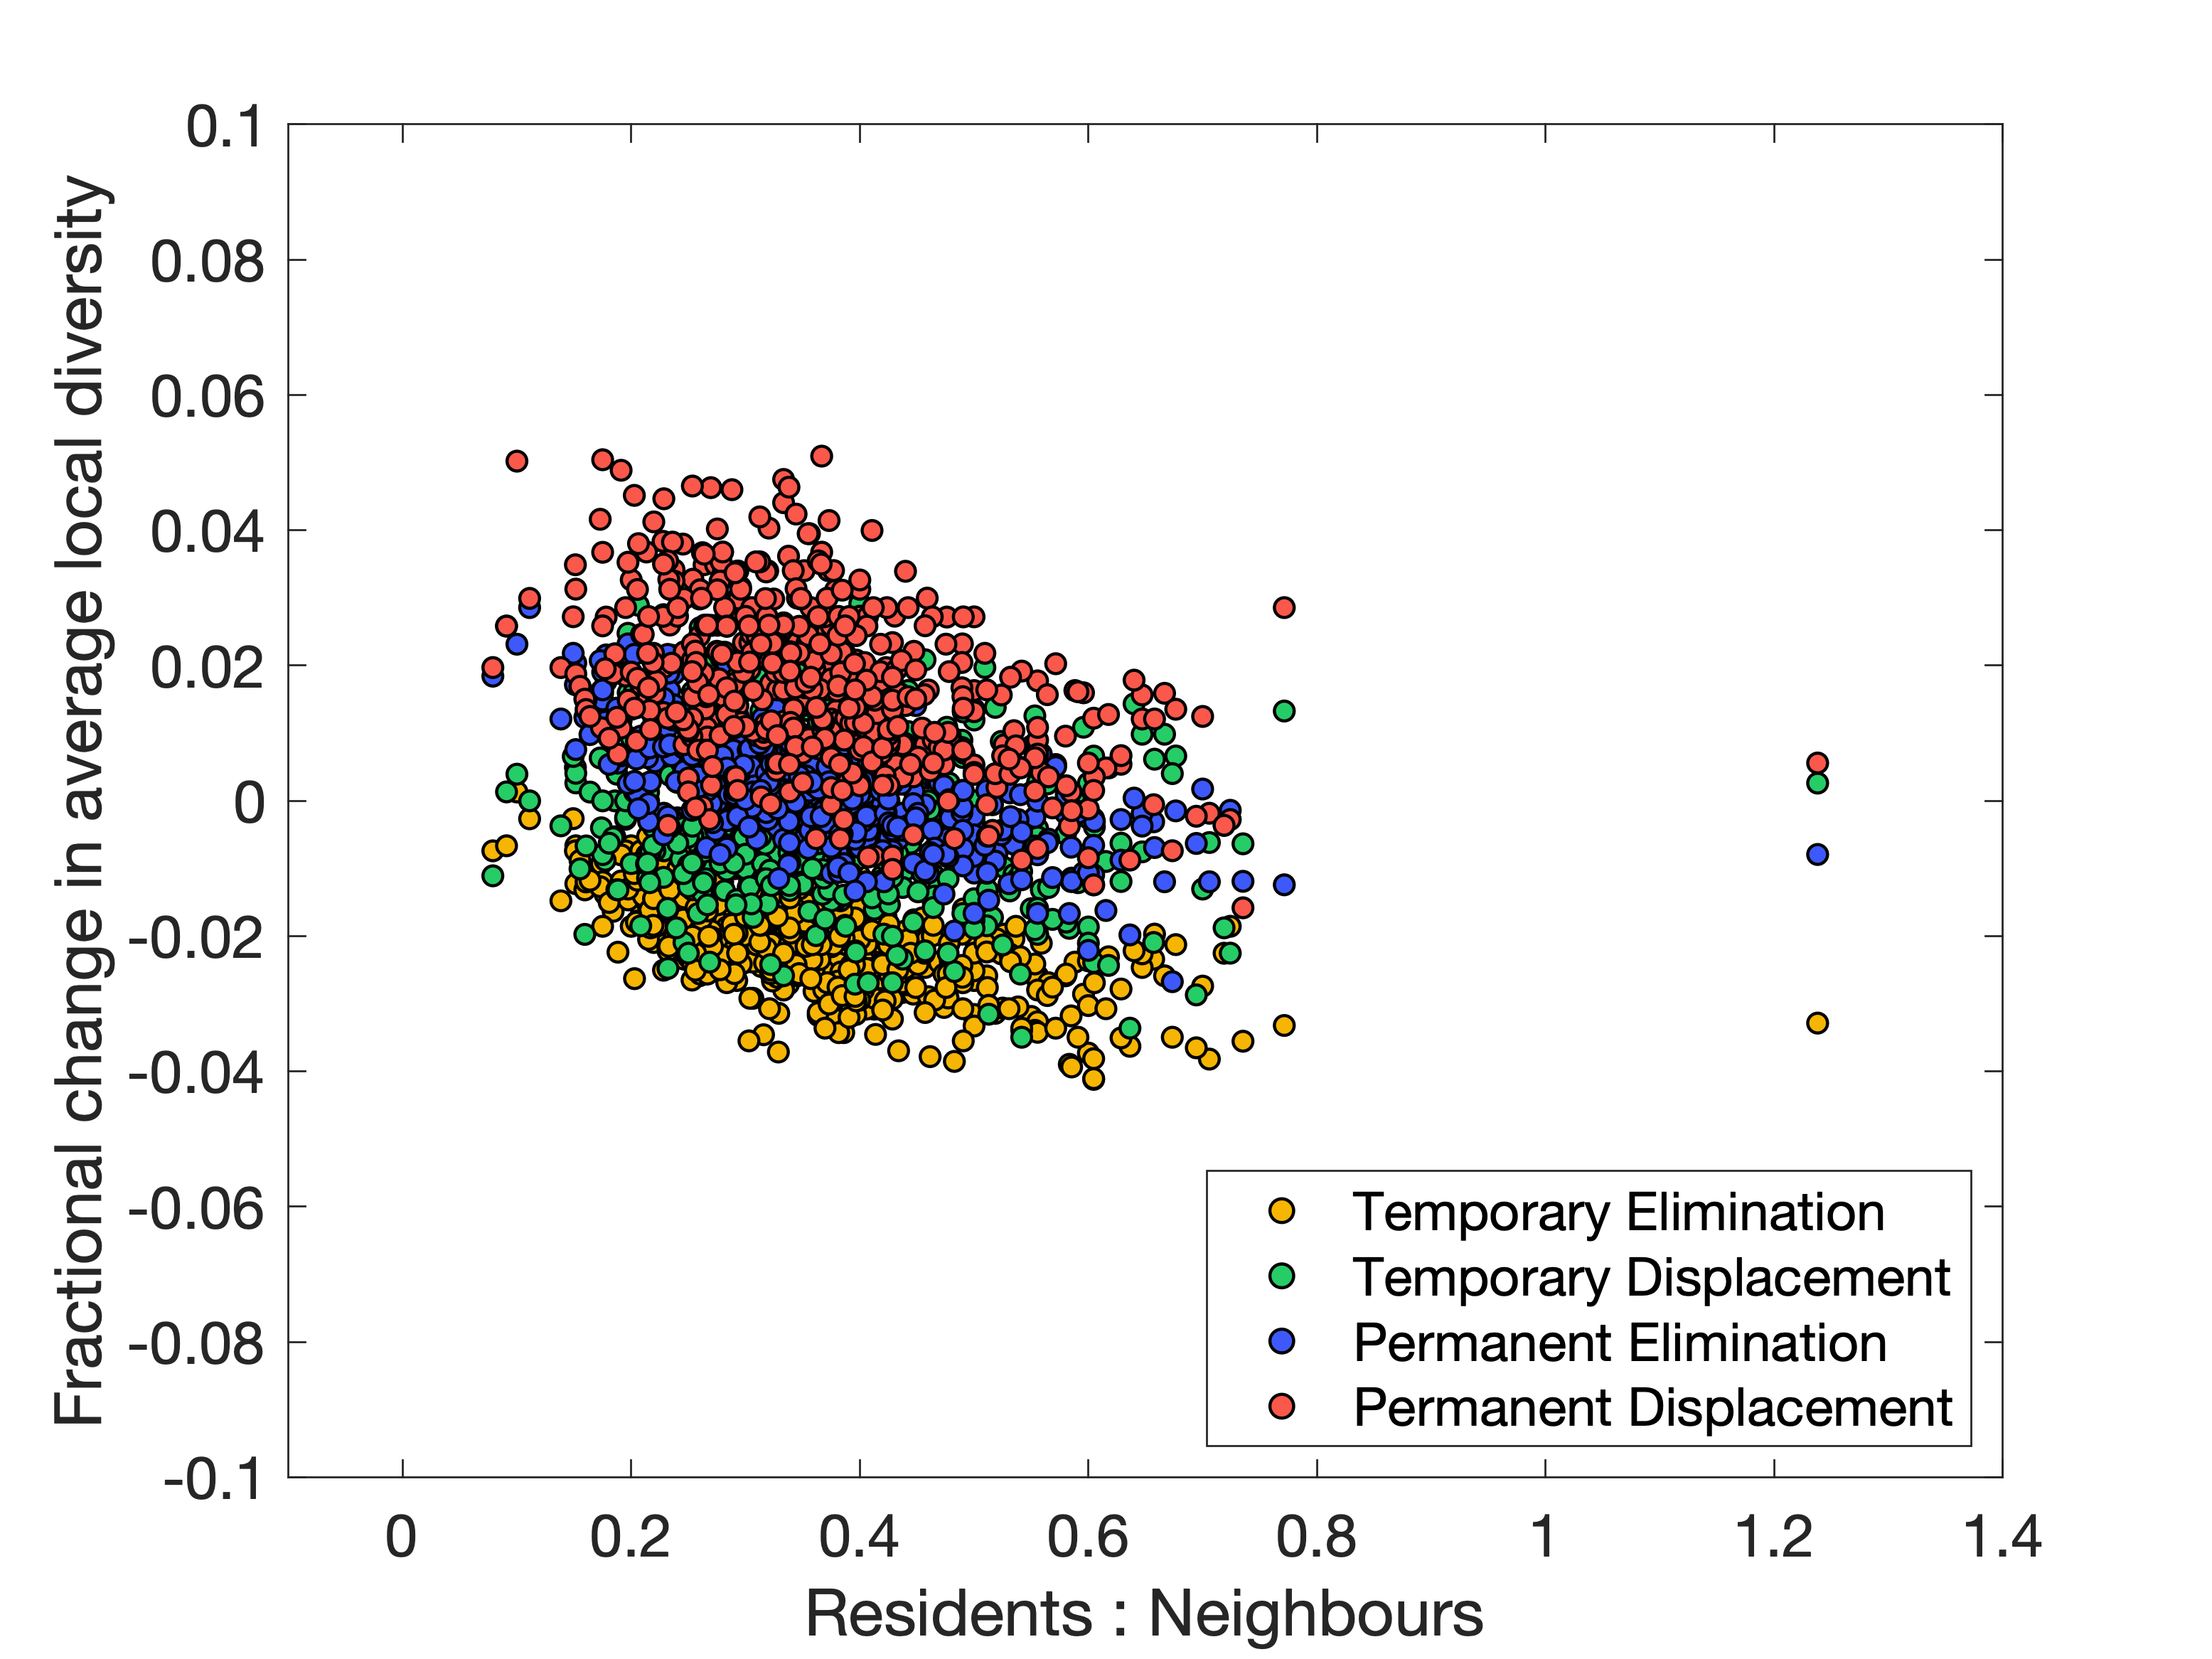 0.1
0.08
0.06
0.04
0.02
0
-0.02
-0.04
-0.06
-0.08
-0.1
Fractional change in average local diversity
Temporary Elimination
Temporary Displacement
Permanent Elimination
Permanent Displacement
0 0.2 0.4 0.6 0.8 1 1.2 1.4
Residents : Neighbours